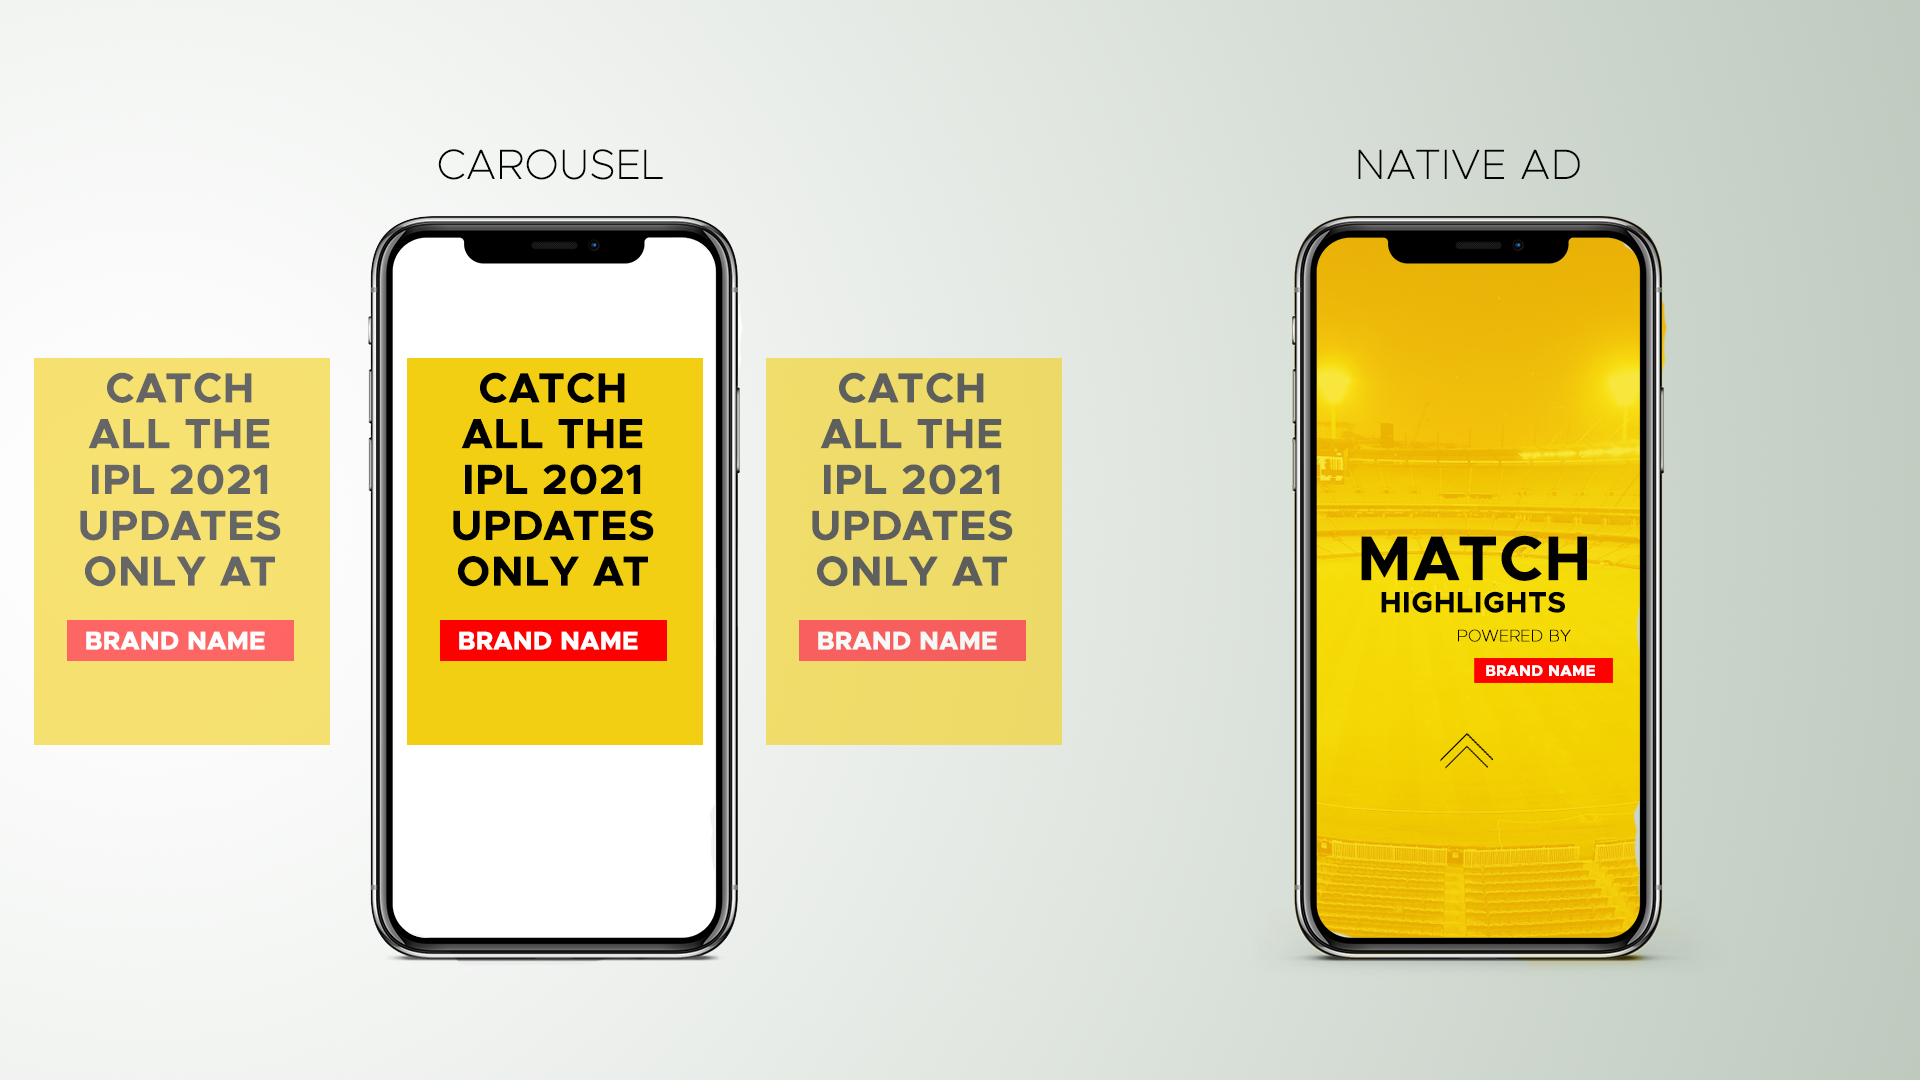 CAROUSEL
CATCH
ALL THE
IPL 2021
UPDATES
ONLY AT
BRAND NAME
CATCH
ALL THE
IPL 2021
UPDATES
ONLY AT
BRAND NAME
CATCH
ALL THE
IPL 2021
UPDATES
ONLY AT
BRAND NAME
NATIVE AD
MATCH
HIGHLIGHTS
POWERED BY
BRAND NAME